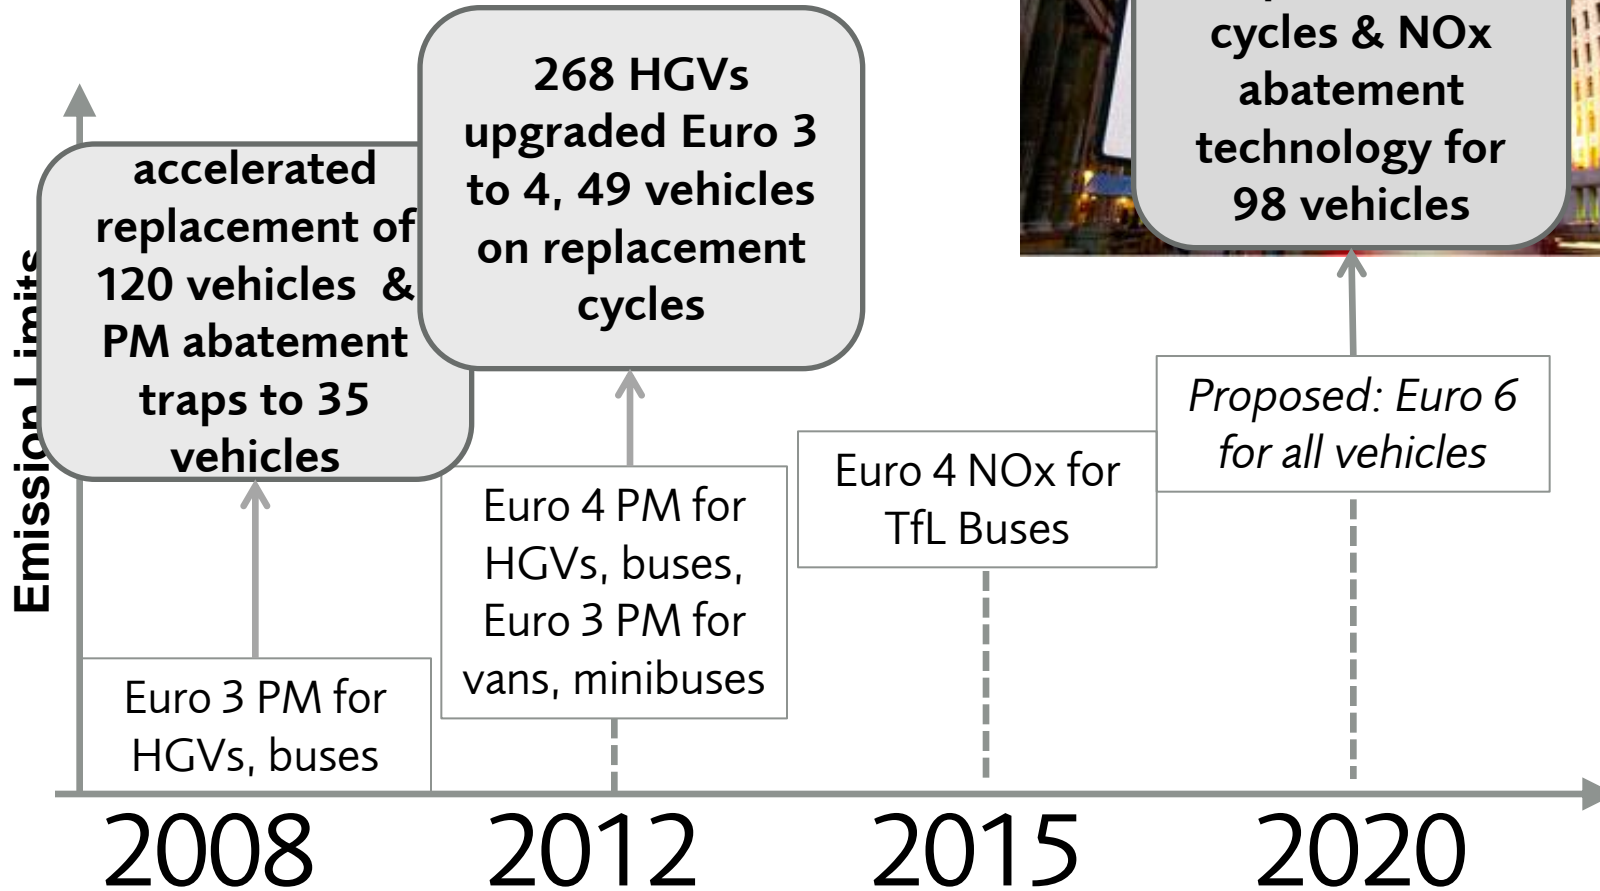 Emission Limits
accelerated
replacement of
120 vehicles &
PM abatement
traps to 35
vehicles
268 HGVs
upgraded Euro 3
to 4, 49 vehicles
on replacement
cycles
cycles & NOx
abatement
technology for
98 vehicles
Euro 3 PM for
HGVs, buses
Euro 4 PM for
HGVs, buses,
Euro 3 PM for
vans, minibuses
Euro 4 NOx for
TfL Buses
Proposed: Euro 6
for all vehicles
2008
2012
2015
2020